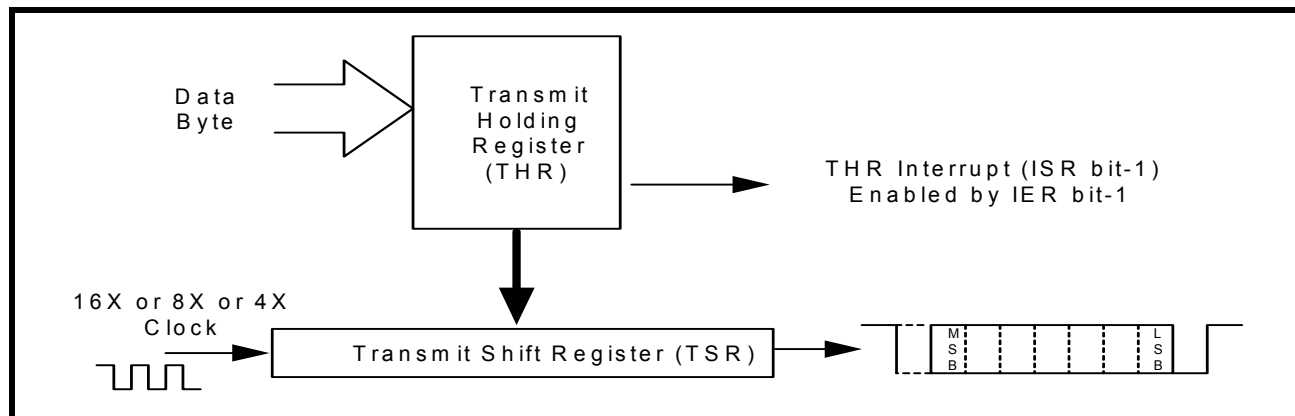 Data
Byte
Transmit
Holding
Register
(THR)
THR Interrupt (ISR bit-1)
Enabled by IER bit-1
16X or 8X or 4X
Clock
Transmit Shift Register (TSR)
M
S
B
L
S
B